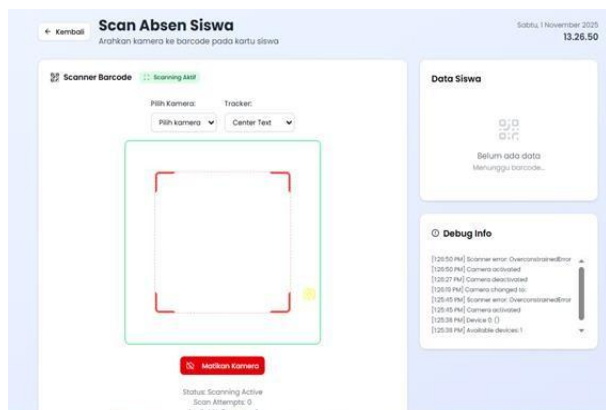 ← Kembali
Scan Absen Siswa
Arahkan kamera ke barcode pada kartu siswa
Sabtu, 1 November 2025
13.26.50
Scanner Barcode
Scanning Aktif
Pilih Kamera:
Tracker:
Pilih kamera
Center Text
Matikan Kamera
Status: Scanning Active
Scan Attempts: 0
Data Siswa
Belum ada data
Menunggu barcode...
Debug Info
[1:26:50 PM] Scanner error: OverconstrainedError
[1:26:50 PM] Camera activated
[1:26:27 PM] Camera deactivated
[1:26:19 PM] Camera changed to:
[1:25:45 PM] Scanner error: OverconstrainedError
[1:25:45 PM] Camera activated
[1:25:38 PM] Device 0: ()
[1:25:38 PM] Available devices: 1